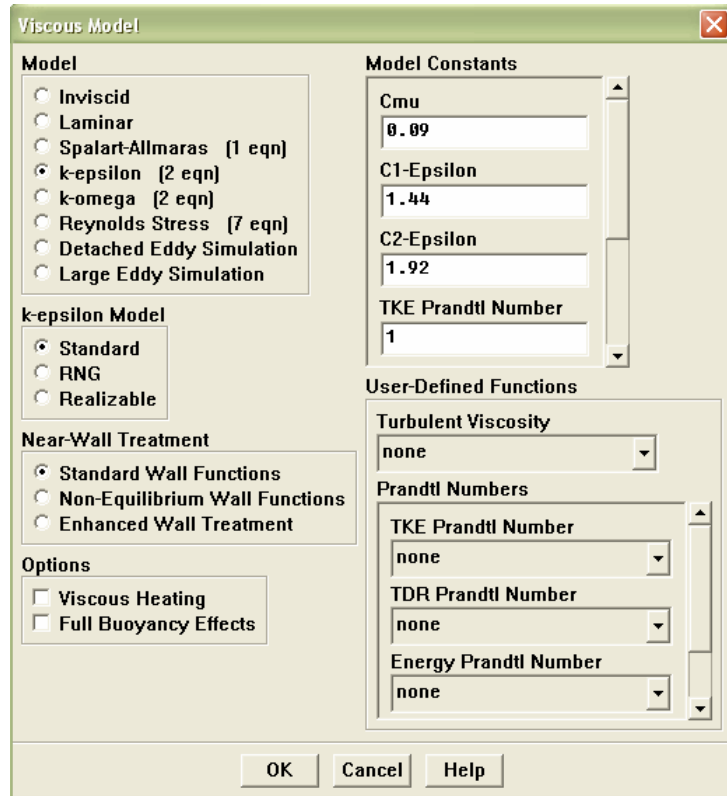 Viscous Model
Model
Inviscid
Laminar
Spalart-Allmaras (1 eqn)
k-epsilon (2 eqn)
k-omega (2 eqn)
Reynolds Stress (7 eqn)
Detached Eddy Simulation
Large Eddy Simulation
k-epsilon Model
Standard
RNG
Realizable
Near-Wall Treatment
Standard Wall Functions
Non-Equilibrium Wall Functions
Enhanced Wall Treatment
Options
Viscous Heating
Full Buoyancy Effects
Model Constants
Cmu
0.09
C1-Epsilon
1.44
C2-Epsilon
1.92
TKE Prandtl Number
1
User-Defined Functions
Turbulent Viscosity
none
Prandtl Numbers
TKE Prandtl Number
none
TDR Prandtl Number
none
Energy Prandtl Number
none
OK
Cancel
Help